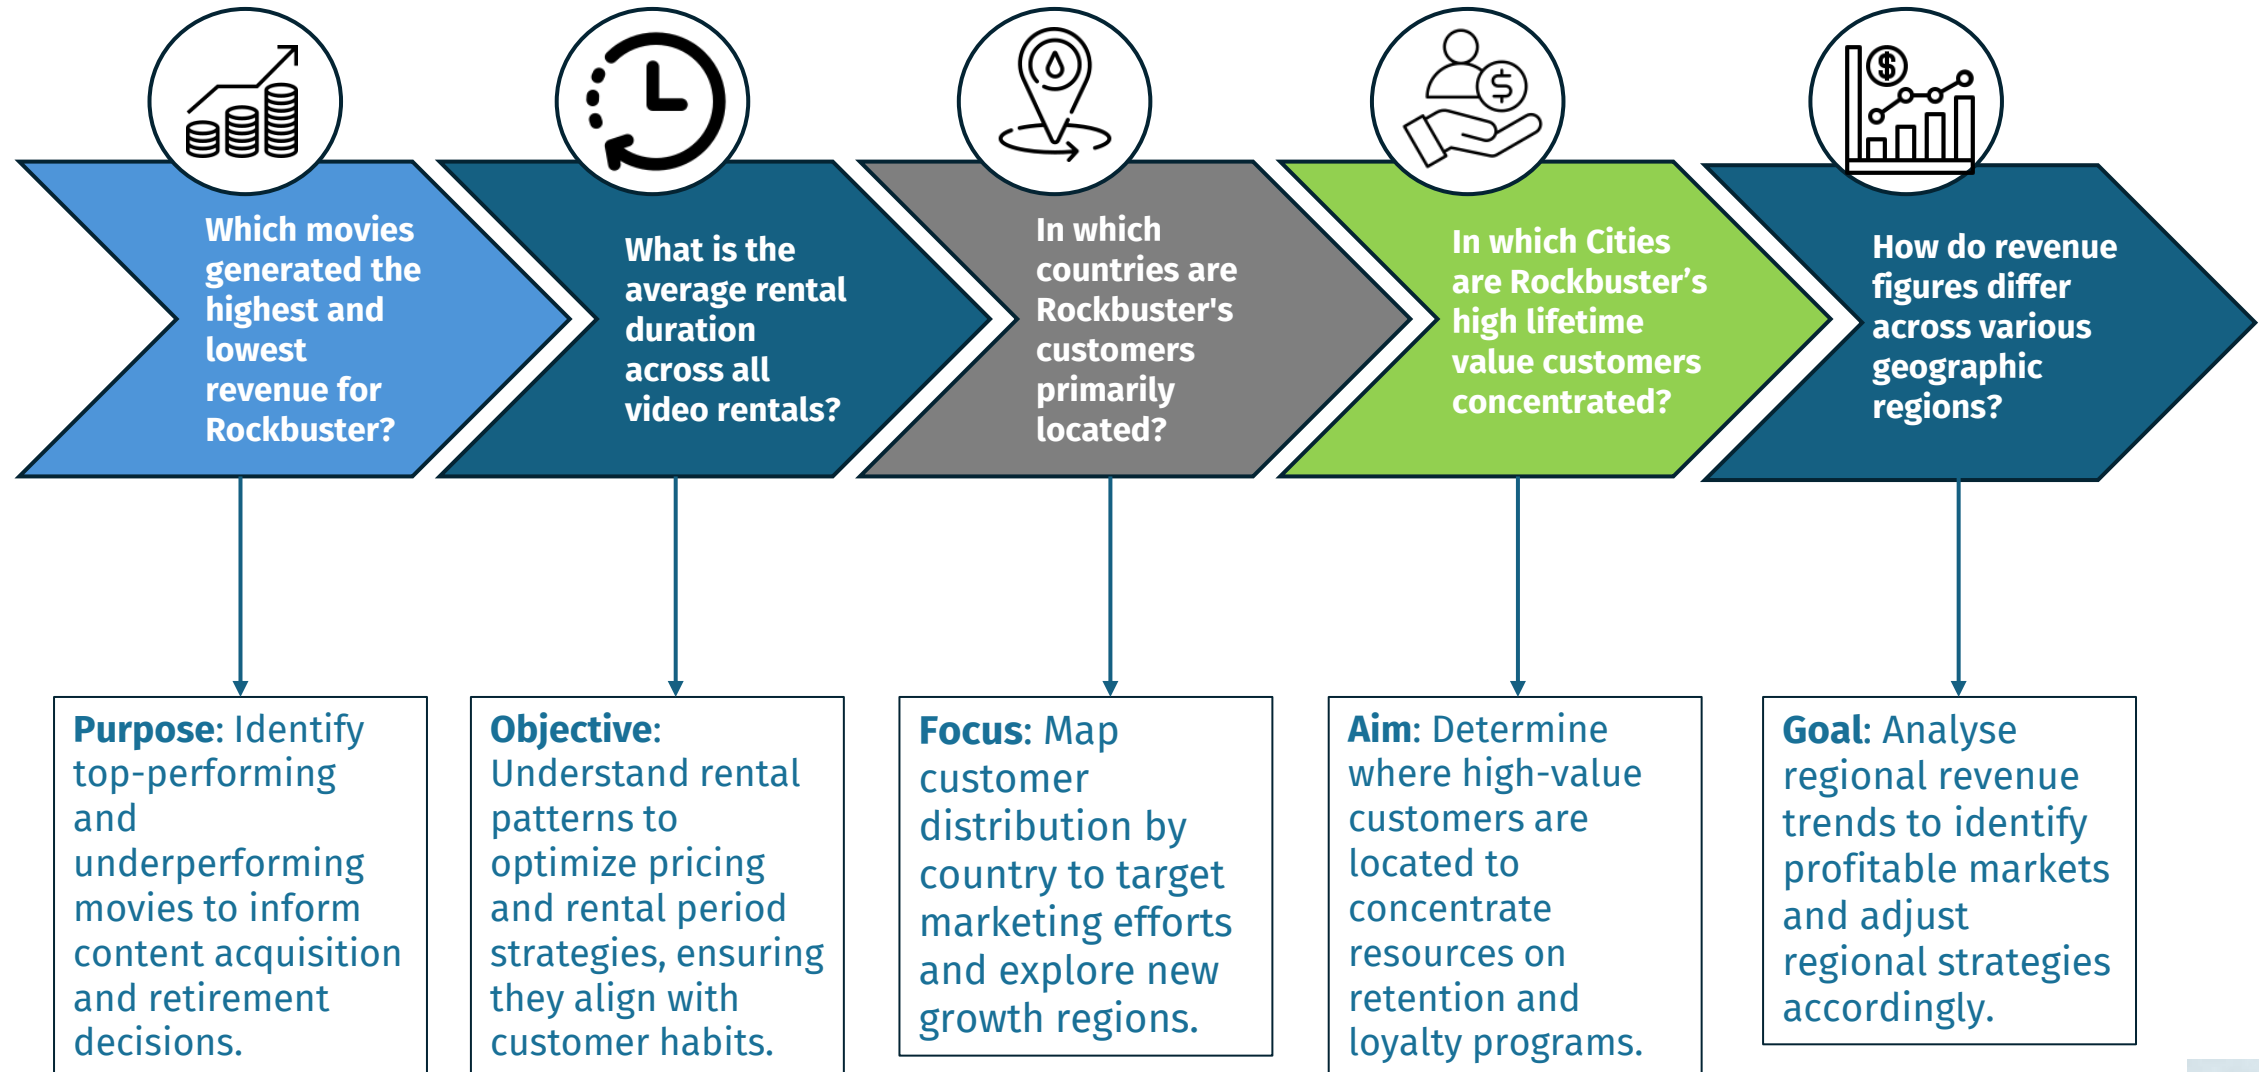 $
$
Which movies
generated the
highest and
lowest
revenue for
Rockbuster?
What is the
average rental
duration
across all
video rentals?
In which
countries are
Rockbuster's
customers
primarily
located?
In which Cities
are Rockbuster’s
high lifetime
value customers
concentrated?
How do revenue
figures differ
across various
geographic
regions?
Purpose: Identify
top-performing
and
underperforming
movies to inform
content acquisition
and retirement
decisions.
Objective:
Understand rental
patterns to
optimize pricing
and rental period
strategies, ensuring
they align with
customer habits.
Focus: Map
customer
distribution by
country to target
marketing efforts
and explore new
growth regions.
Aim: Determine
where high-value
customers are
located to
concentrate
resources on
retention and
loyalty programs.
Goal: Analyse
regional revenue
trends to identify
profitable markets
and adjust
regional strategies
accordingly.